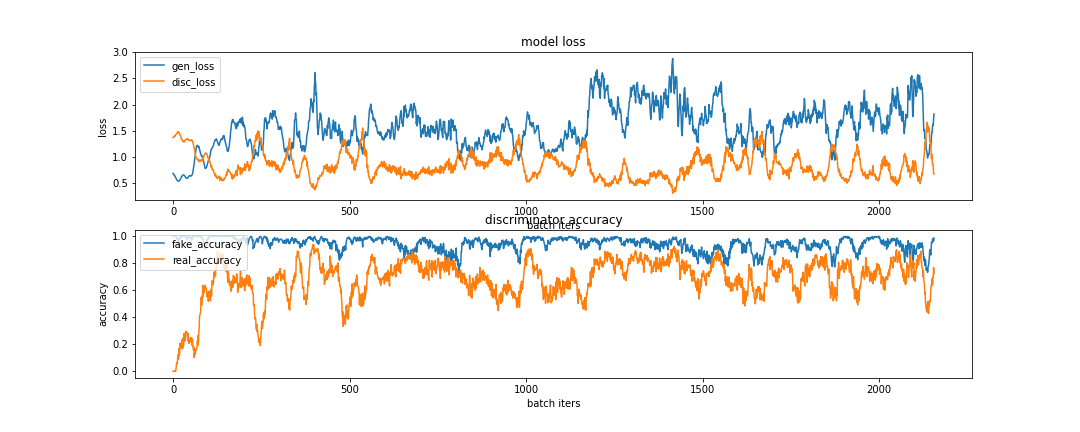 model loss
3.0
2.5
2.0
1.5
1.0
0.5
loss
gen_loss
disc_loss
0 500 1000 1500 2000
batch iters
discriminator accuracy
1.0
0.8
0.6
0.4
0.2
0.0
accuracy
fake_accuracy
real_accuracy
0 500 1000 1500 2000
batch iters